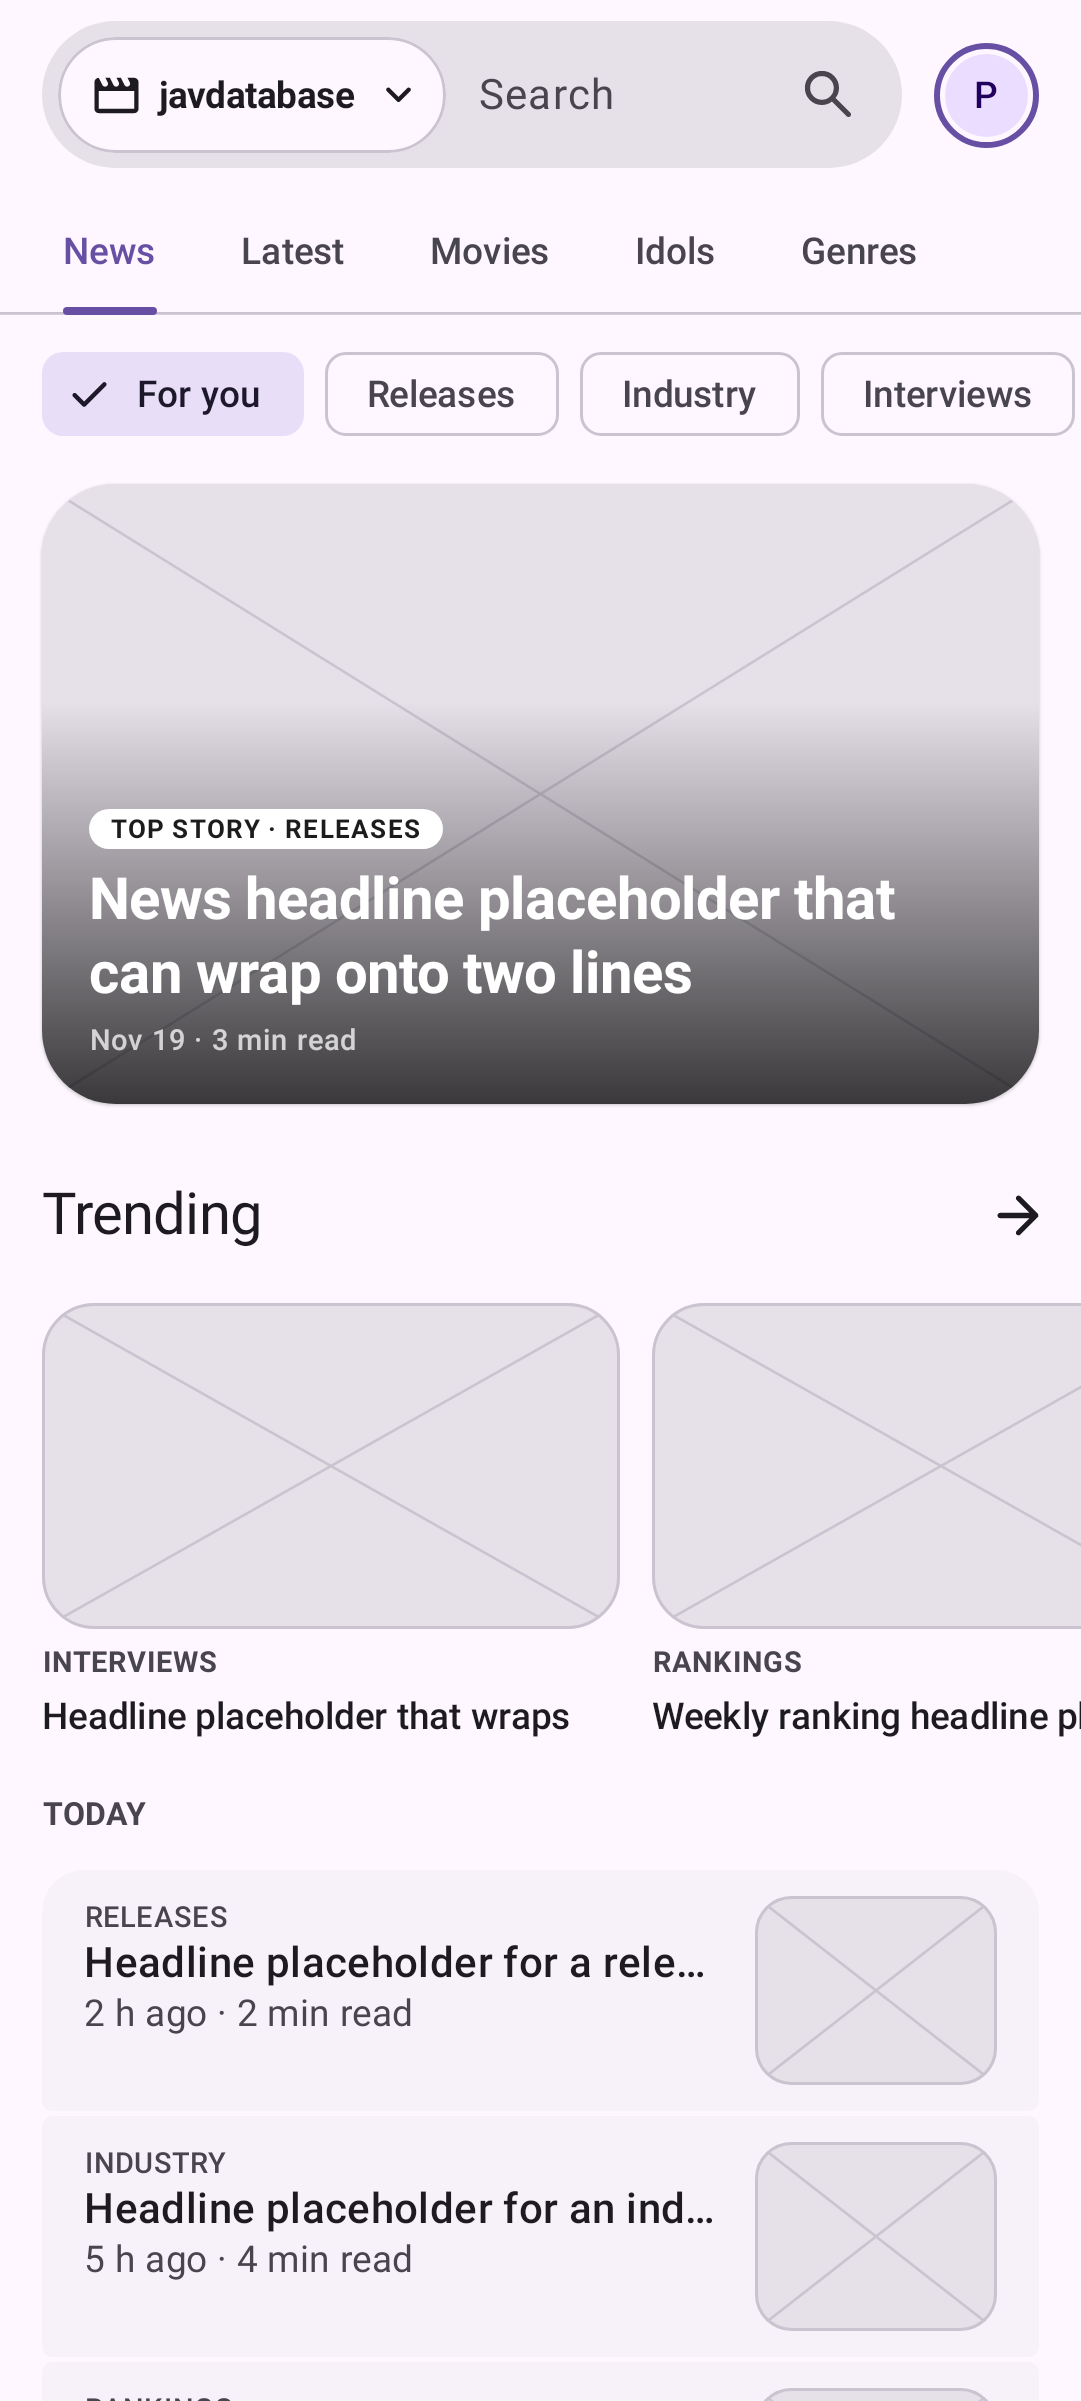 javdatabase
Search
P
News
Latest
Movies
Idols
Genres
For you
Releases
Industry
Interviews
TOP STORY · RELEASES
News headline placeholder that
can wrap onto two lines
Nov 19 · 3 min read
Trending
INTERVIEWS
Headline placeholder that wraps
RANKINGS
Weekly ranking headline pl
TODAY
RELEASES
Headline placeholder for a rele…
2 h ago · 2 min read
INDUSTRY
Headline placeholder for an ind…
5 h ago · 4 min read
RANKINGS